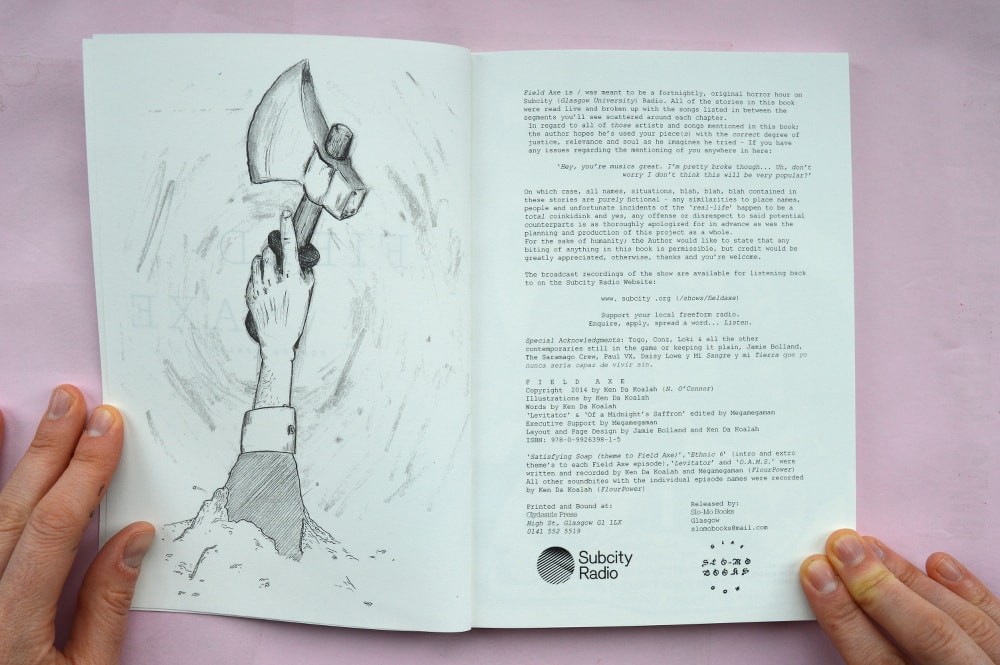 Field Axe is / was meant to be a fortnightly, original horror hour on
Subcity (Glasgow University) Radio. All of the stories in this book
were read live and broken up with the songs listed in between the
segments you'll see scattered around each chapter.
In regard to all of those artists and songs mentioned in this book;
the author hopes he's used your piece(s) with the correct degree of
justice, relevance and soul as he imagines he tried - If you have
any issues regarding the mentioning of you anywhere in here:
'Hey, you're musics great. I'm pretty broke though... Uh, don't
worry I don't think this will be very popular?'
On which case, all names, situations, blah, blah, blah contained in
these stories are purely fictional - any similarities to place names,
people and unfortunate incidents of the 'real-life' happen to be a
total coinkidink and yes, any offense or disrespect to said potential
counterparts is as thoroughly apologized for in advance as was the
planning and production of this project as a whole.
For the sake of humanity; the Author would like to state that any
biting of anything in this book is permissible, but credit would be
greatly appreciated, otherwise, thanks and you're welcome.
The broadcast recordings of the show are available for listening back
to on the Subcity Radio Website:
www. subcity .org (/shows/fieldaxe)
Support your local freeform radio.
Enquire, apply, spread a word... Listen.
Special Acknowledgments: Togo, Conz, Loki & all the other
contemporaries still in the game or keeping it plain, Jamie Bolland,
The Saramago Crew, Paul VX, Daisy Lowe y Mi Sangre y mi fierra que yo
nunca sería capaz de vivir sin.
F I E L D  A X E
Copyright 2014 by Ken Da Koalah (N. O'Connor)
Illustrations by Ken Da Koalah
Words by Ken Da Koalah
'Levitator' & 'Of a Midnight's Saffron' edited by Megamegaman
Executive Support by Megamegaman
Layout and Page Design by Jamie Bolland and Ken Da Koalah
ISBN: 978-0-9926398-1-5
'Satisfying Soap (theme to Field Axe)','Ethnic 6' (intro and extro
theme's to each Field Axe episode),'Levitator' and 'O.A.M.S.' were
written and recorded by Ken Da Koalah and Megamegaman (FlourPower)
All other soundbites with the individual episode names were recorded
by Ken Da Koalah (FlourPower)
Printed and Bound at:
Clydeside Press
High St, Glasgow G1 1LX
0141 552 5519
Released by:
Slo-Mo Books
Glasgow
slomobooks@mail.com
Subcity
Radio
SLO-MO
BOOKS